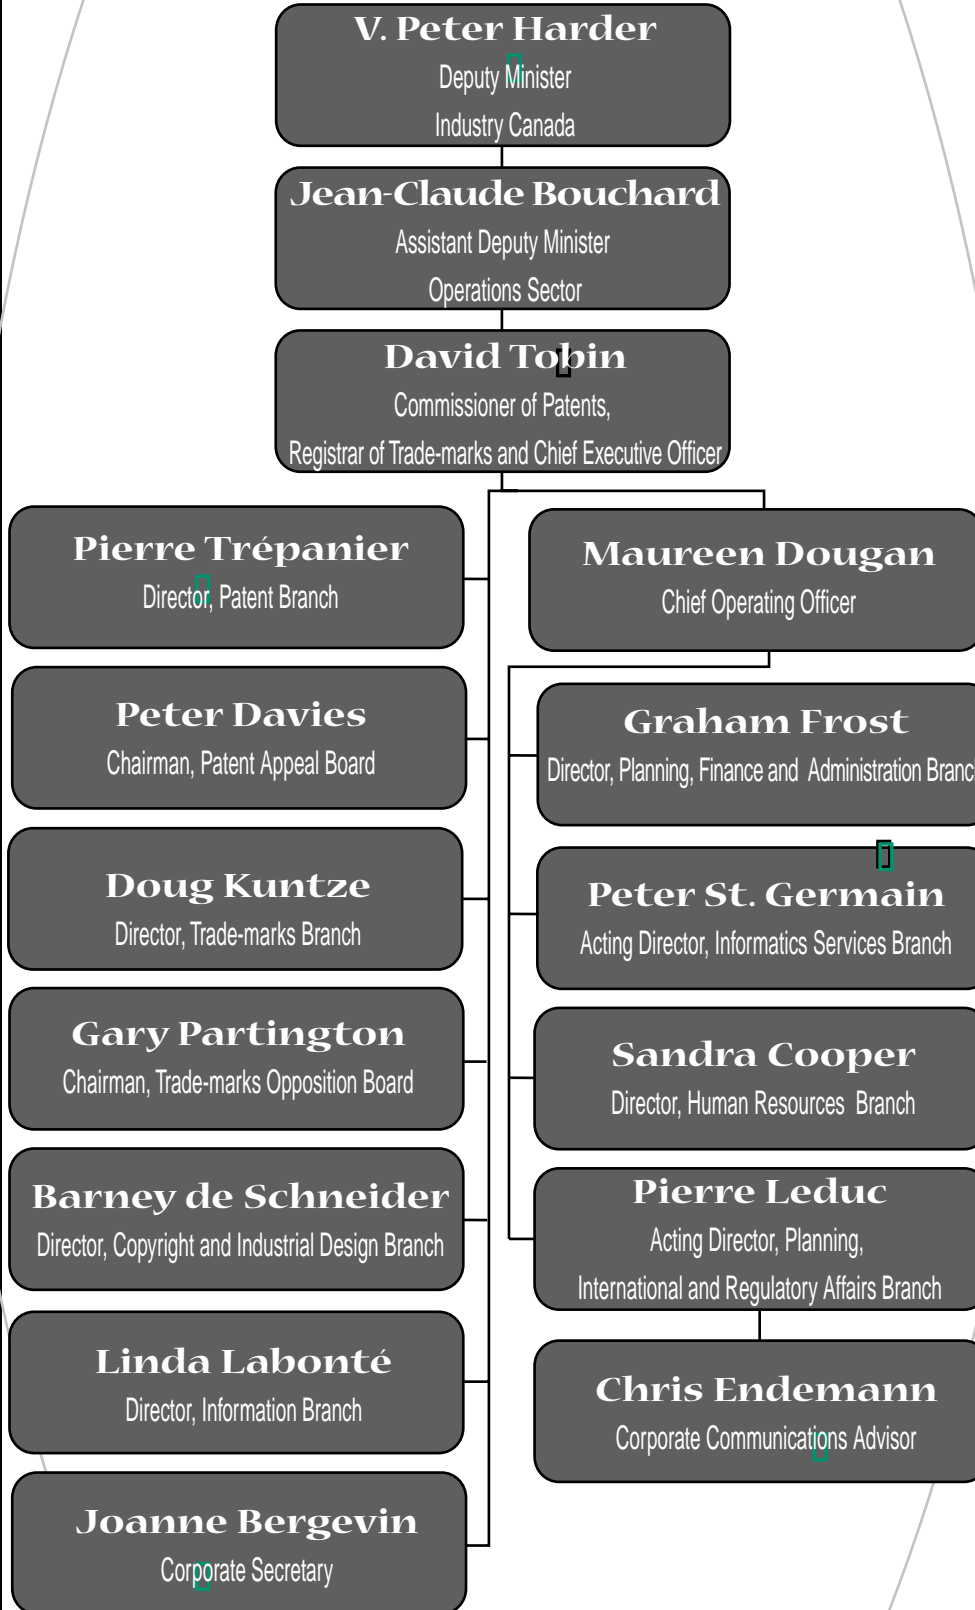 V. Peter Harder
Deputy Minister
Industry Canada
Jean-Claude Bouchard
Assistant Deputy Minister
Operations Sector
David Tobin
Commissioner of Patents,
Registrar of Trade-marks and Chief Executive Officer
Pierre Trépanier
Director, Patent Branch
Peter Davies
Chairman, Patent Appeal Board
Doug Kuntze
Director, Trade-marks Branch
Gary Partington
Chairman, Trade-marks Opposition Board
Barney de Schneider
Director, Copyright and Industrial Design Branch
Linda Labonté
Director, Information Branch
Joanne Bergevin
Corporate Secretary
Maureen Dougan
Chief Operating Officer
Graham Frost
Director, Planning, Finance and Administration Branc
Peter St. Germain
Acting Director, Informatics Services Branch
Sandra Cooper
Director, Human Resources Branch
Pierre Leduc
Acting Director, Planning,
International and Regulatory Affairs Branch
Chris Endemann
Corporate Communications Advisor